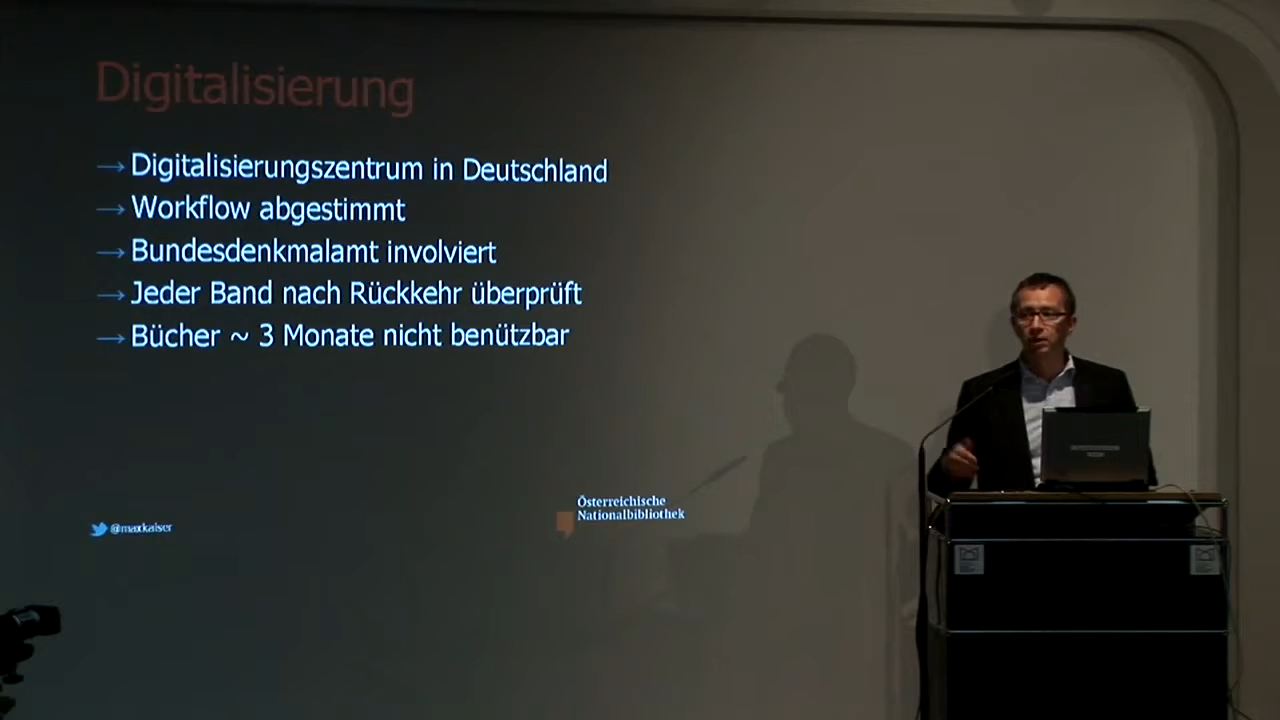 Digitalisierung
→ Digitalisierungszentrum in Deutschland
→ Workflow abgestimmt
→ Bundesdenkmalamt involviert
→ Jeder Band nach Rückkehr überprüft
→ Bücher ~ 3 Monate nicht benützbar
@maxkaiser
Österreichische
Nationalbibliothek